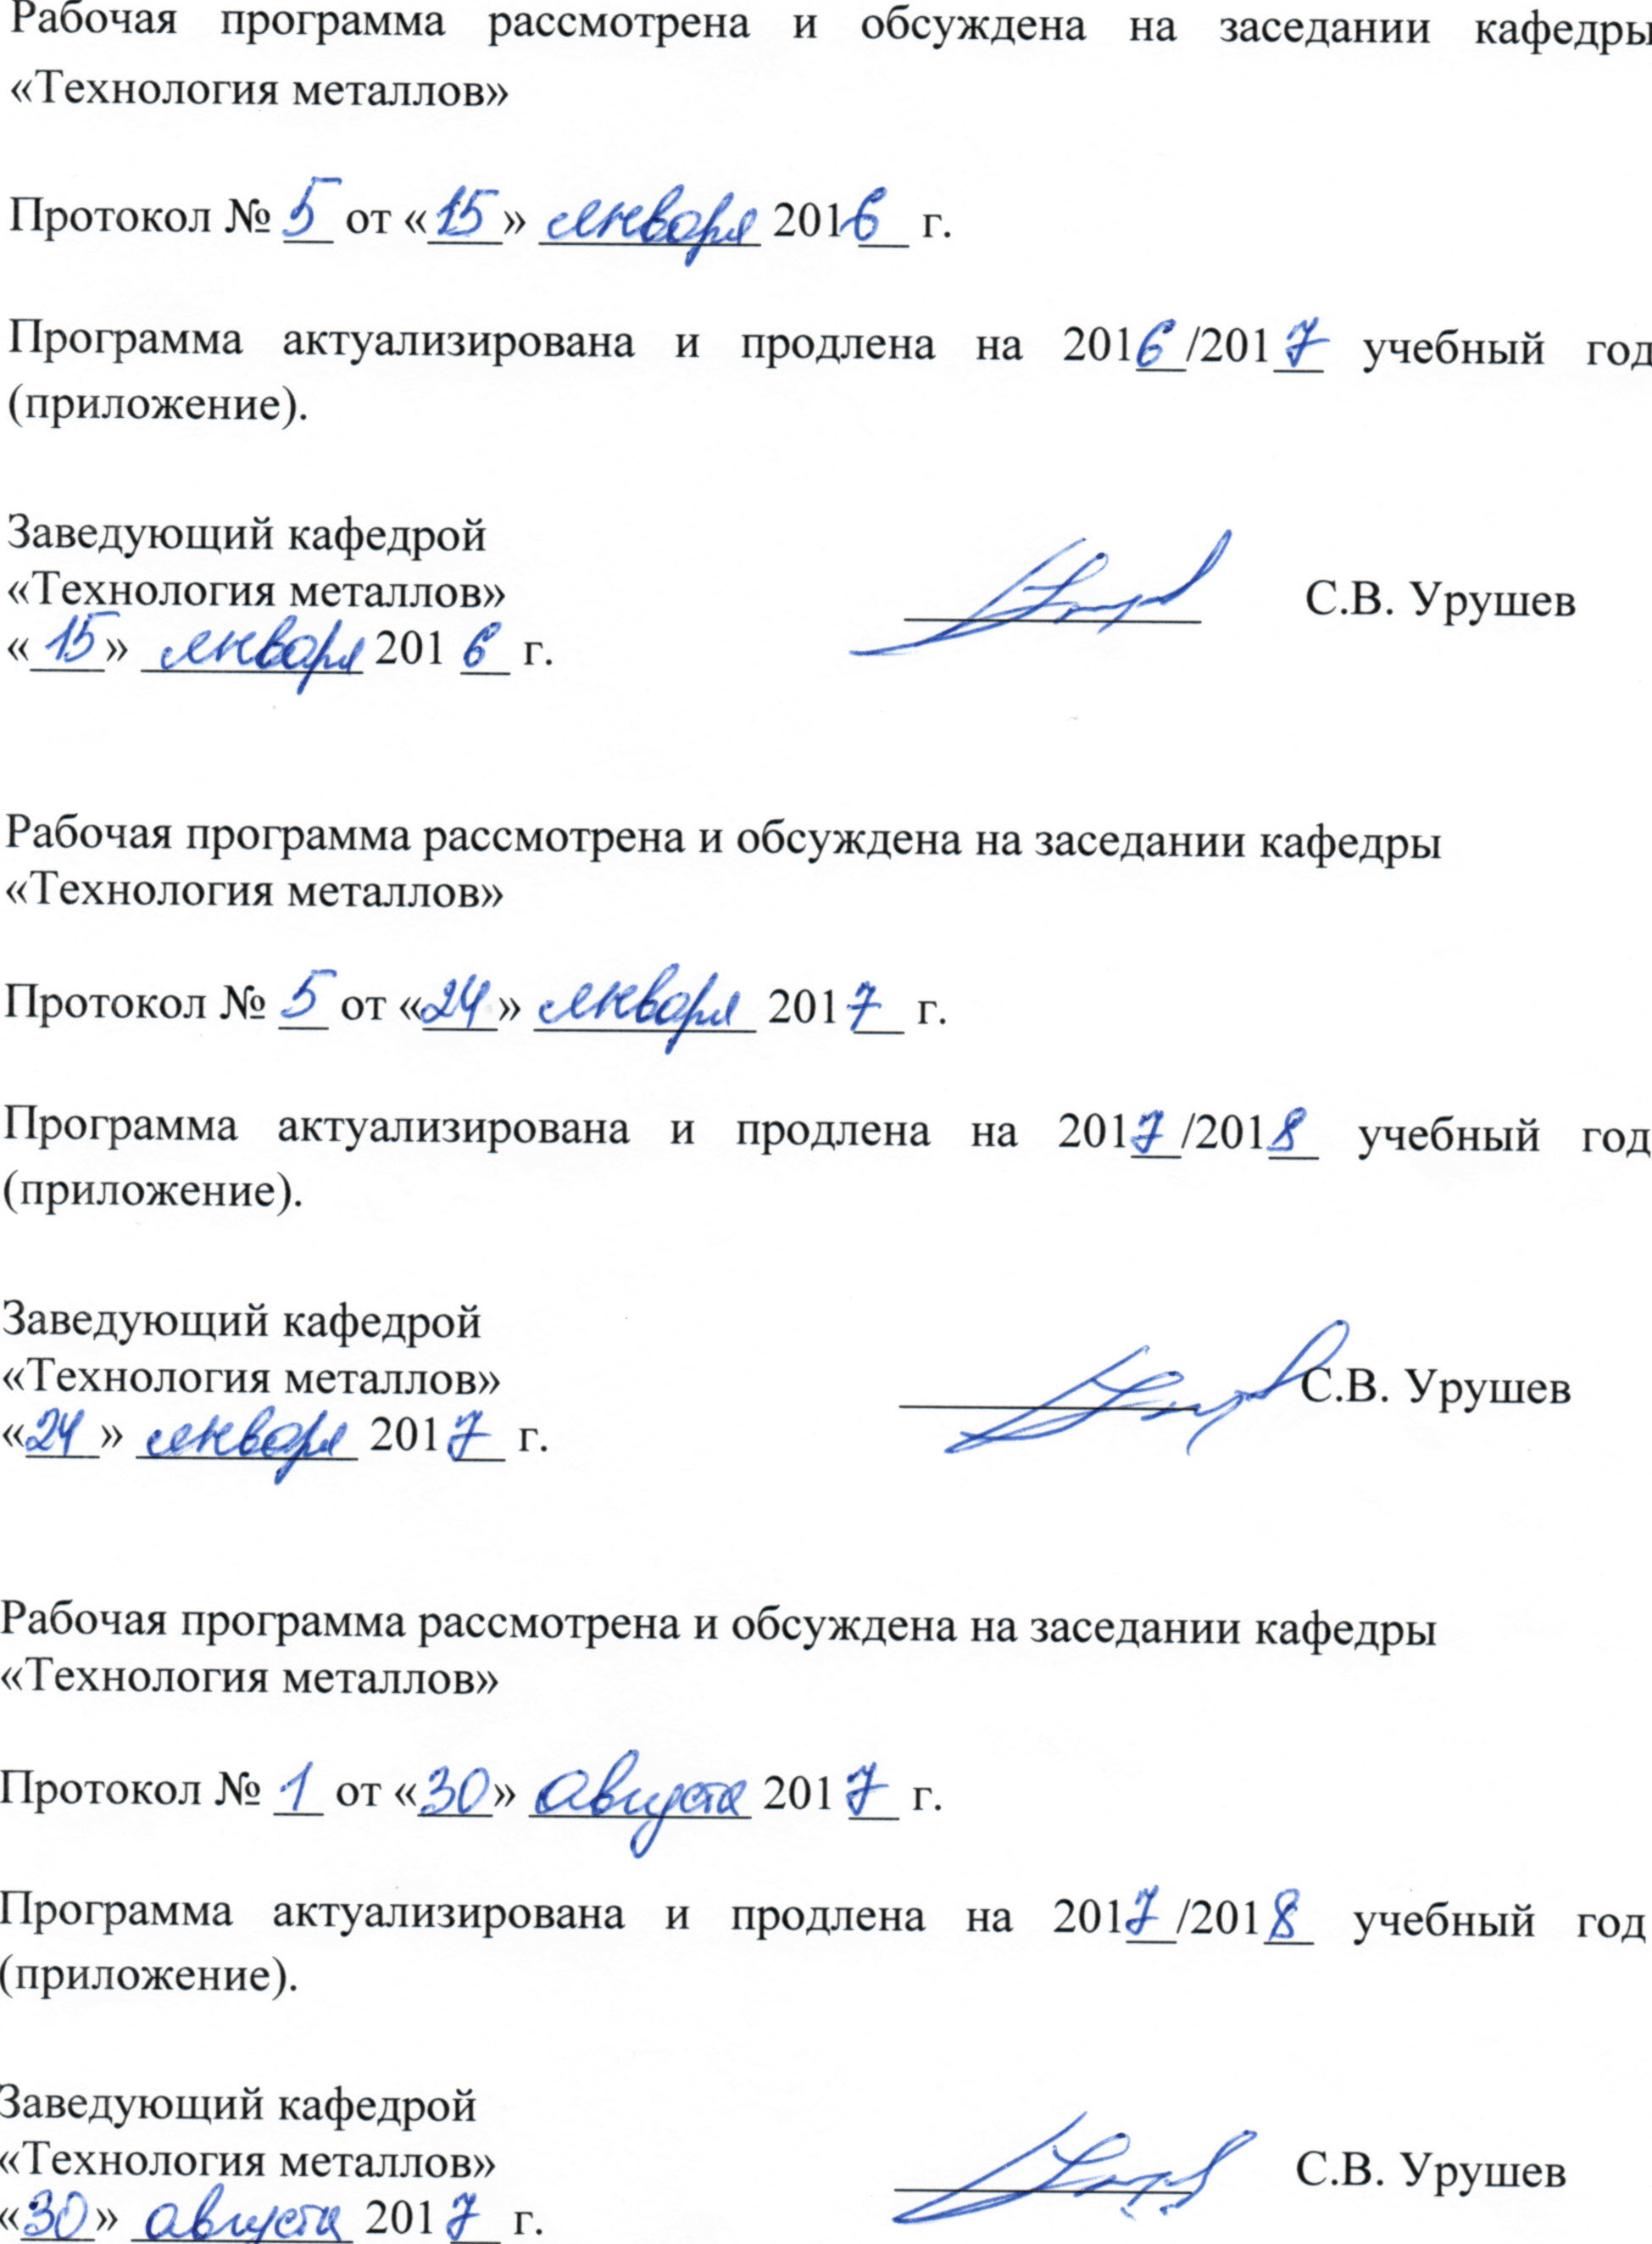 Рабочая программа рассмотрена и обсуждена на заседании кафедры
«Технология металлов»
Протокол № 5 от «15» января 2016 г.
Программа актуализирована и продлена на 2016/2017 учебный год
(приложение).
Заведующий кафедрой
«Технология металлов» С.В. Урушев
«15» января 2016 г.
Рабочая программа рассмотрена и обсуждена на заседании кафедры
«Технология металлов»
Протокол № 5 от «24» января 2017 г.
Программа актуализирована и продлена на 2017/2018 учебный год
(приложение).
Заведующий кафедрой
«Технология металлов» С.В. Урушев
«24» января 2017 г.
Рабочая программа рассмотрена и обсуждена на заседании кафедры
«Технология металлов»
Протокол № 1 от «30» августа 2017 г.
Программа актуализирована и продлена на 2017/2018 учебный год
(приложение).
Заведующий кафедрой
«Технология металлов» С.В. Урушев
«30» августа 2017 г.